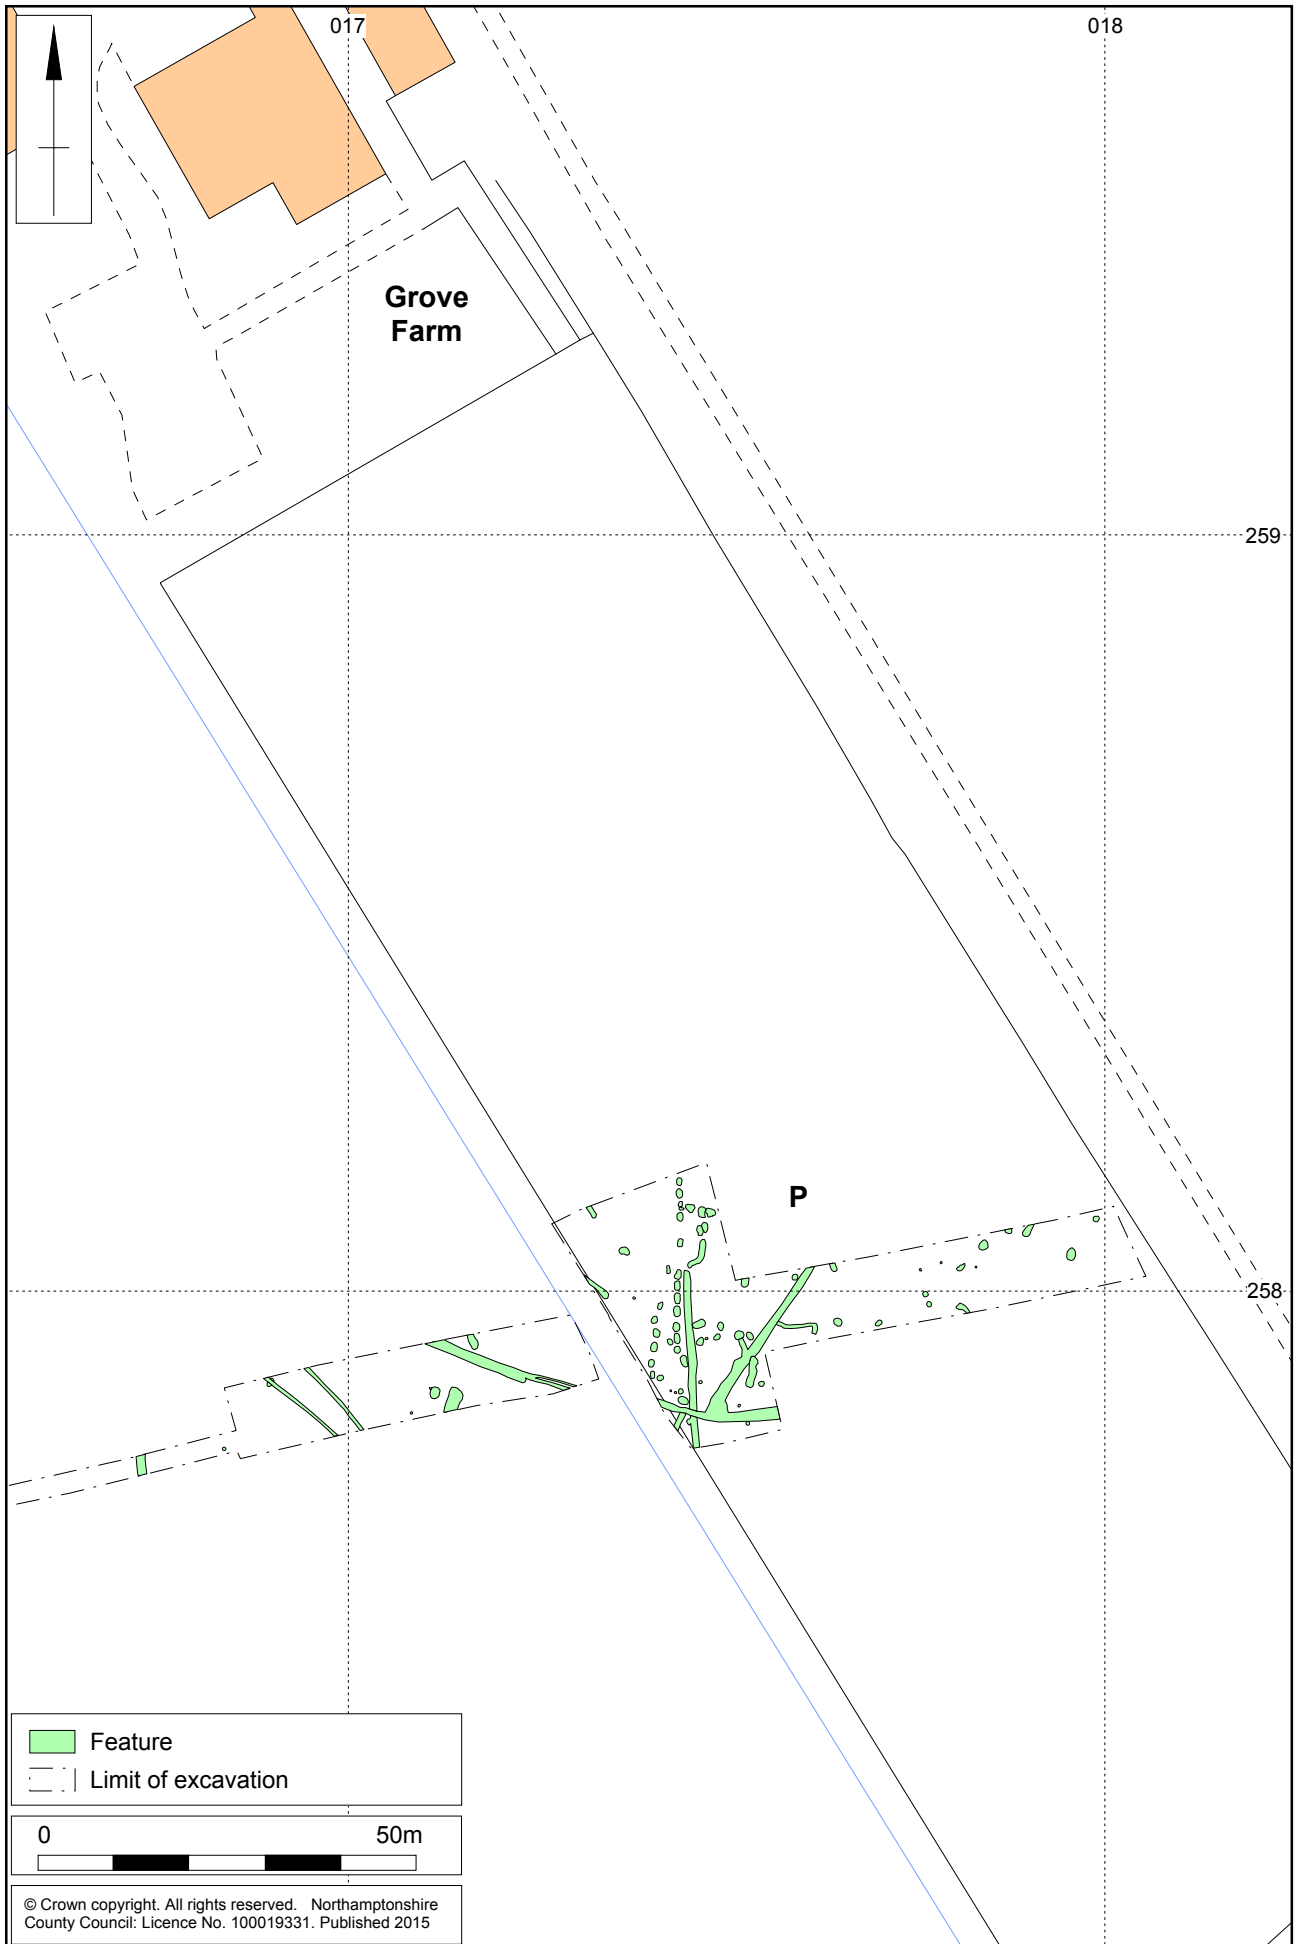 017
018
Grove
Farm
259
P
258
Feature
Limit of excavation
0 50m
© Crown copyright. All rights reserved. Northamptonshire
County Council: Licence No. 100019331. Published 2015